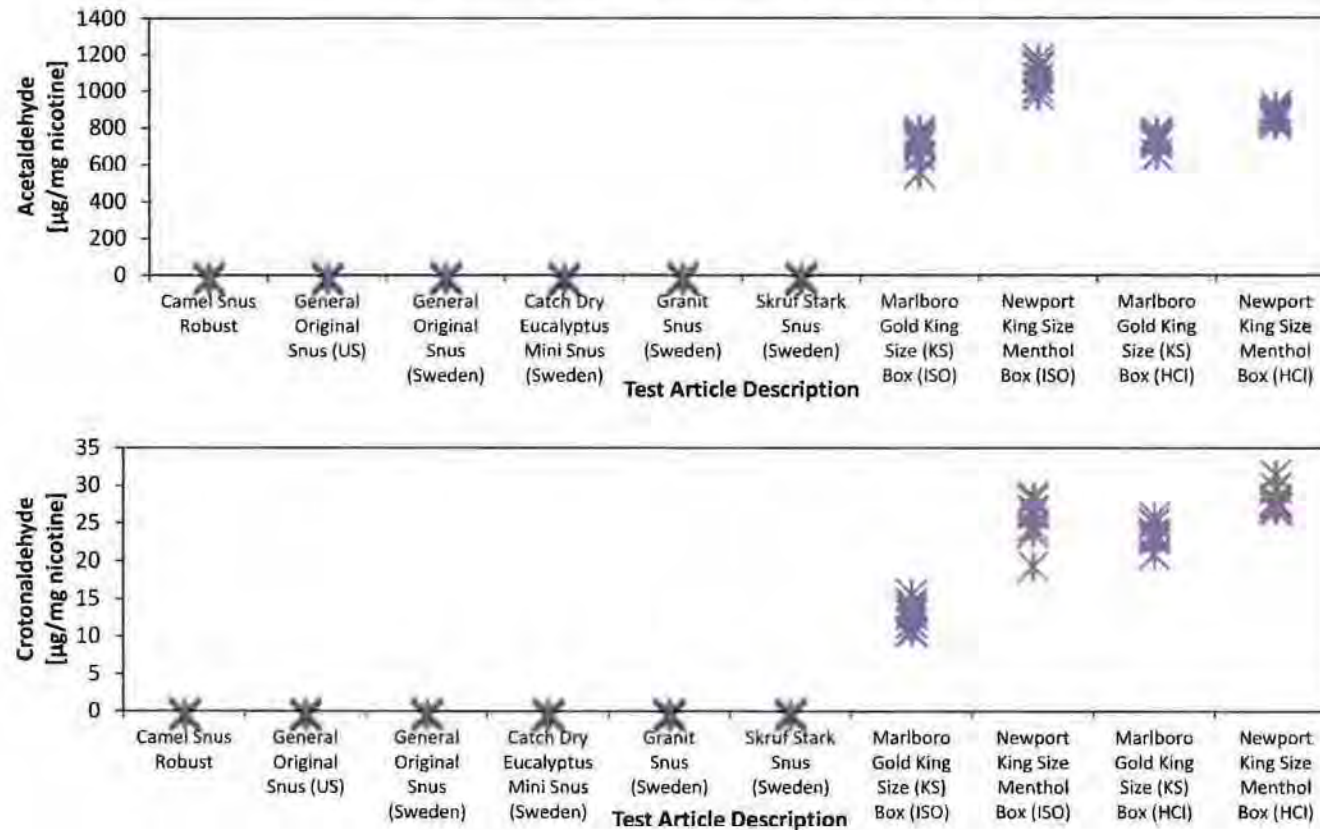 1400
1200
1000
800
600
400
200
0
Acetaldehyde
[µg/mg nicotine]
Camel Snus
Robust
General
Original
Snus (US)
General
Original
Snus
(Sweden)
Catch Dry
Eucalyptus
Mini Snus
(Sweden)
Granit
Snus
(Sweden)
Skruf Stark
Snus
(Sweden)
Marlboro
Gold King
Size (KS)
Box (ISO)
Newport
King Size
Menthol
Box (ISO)
Marlboro
Gold King
Size (KS)
Box (HCI)
Newport
King Size
Menthol
Box (HCI)
Test Article Description
35
30
25
20
15
10
5
0
Crotonaldehyde
[µg/mg nicotine]
Camel Snus
Robust
General
Original
Snus (US)
General
Original
Snus
(Sweden)
Catch Dry
Eucalyptus
Mini Snus
(Sweden)
Granit
Snus
(Sweden)
Skruf Stark
Snus
(Sweden)
Marlboro
Gold King
Size (KS)
Box (ISO)
Newport
King Size
Menthol
Box (ISO)
Marlboro
Gold King
Size (KS)
Box (HCI)
Newport
King Size
Menthol
Box (HCI)
Test Article Description